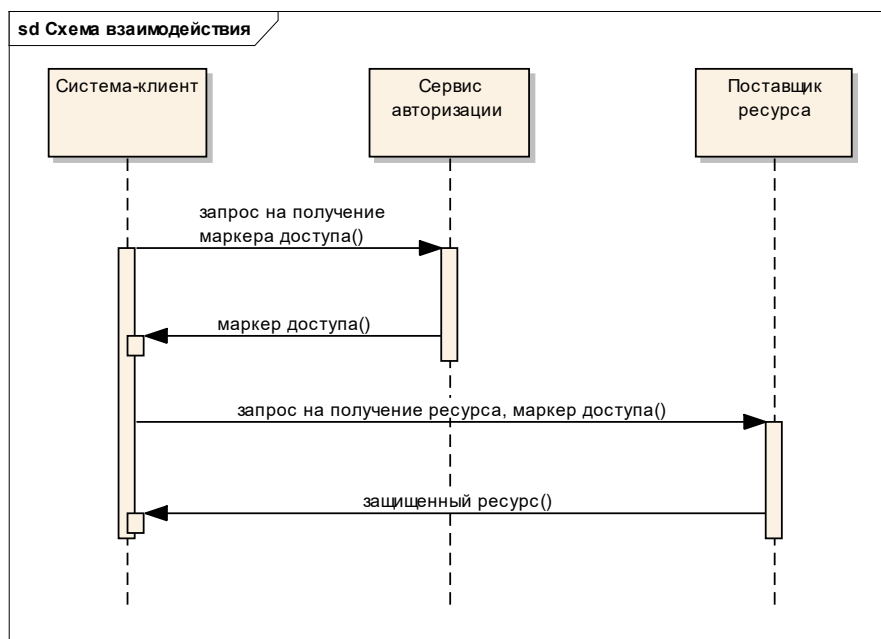 sd Схема взаимодействия
Система-клиент
Сервис
авторизации
Поставщик
ресурса
запрос на получение
маркера доступа()
маркер доступа()
запрос на получение ресурса, маркер доступа()
защищенный ресурс()